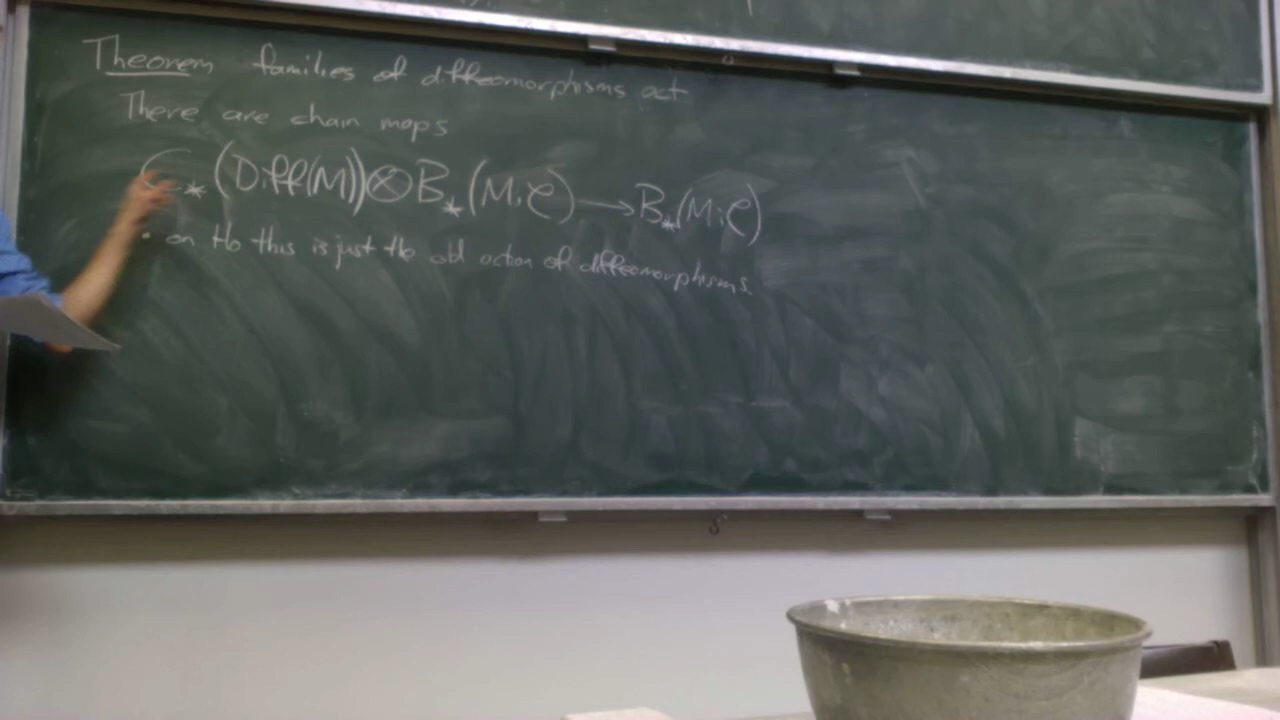 Theorem families of diffeomorphisms act
There are chain maps
C_*(Diff(M)) ⊗ B_*(M; C) → B_*(M; C)
• on H0 this is just the old action of diffeomorphisms.